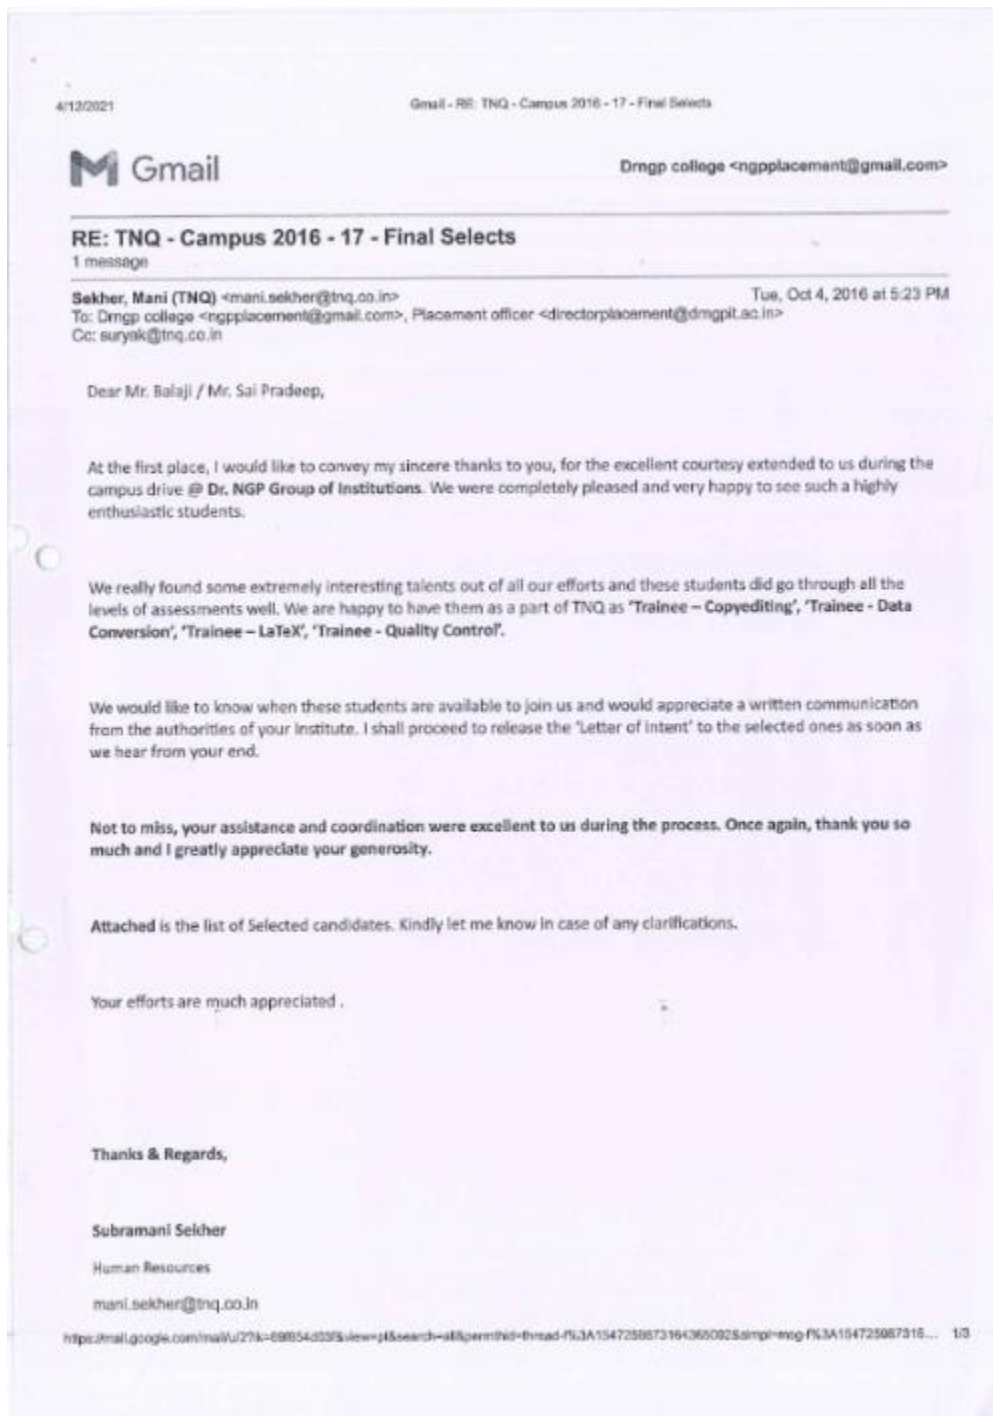 4/12/2021
Gmail - RE: TNQ - Campus 2016 - 17 - Final Selects
Gmail
Drngp college <ngpplacement@gmail.com>
RE: TNQ - Campus 2016 - 17 - Final Selects
1 message
Sekher, Mani (TNQ) <mani.sekher@tnq.co.in>
Tue, Oct 4, 2016 at 5:23 PM
To: Drngp college <ngpplacement@gmail.com>, Placement officer <directorplacement@drngpit.ac.in>
Cc: suryak@tnq.co.in
Dear Mr. Balaji / Mr. Sai Pradeep,
At the first place, I would like to convey my sincere thanks to you, for the excellent courtesy extended to us during the
campus drive @ Dr. NGP Group of Institutions. We were completely pleased and very happy to see such a highly
enthusiastic students.
We really found some extremely interesting talents out of all our efforts and these students did go through all the
levels of assessments well. We are happy to have them as a part of TNQ as 'Trainee – Copyediting', 'Trainee - Data
Conversion', 'Trainee – LaTeX', 'Trainee - Quality Control'.
We would like to know when these students are available to join us and would appreciate a written communication
from the authorities of your institute. I shall proceed to release the 'Letter of Intent' to the selected ones as soon as
we hear from your end.
Not to miss, your assistance and coordination were excellent to us during the process. Once again, thank you so
much and I greatly appreciate your generosity.
Attached is the list of Selected candidates. Kindly let me know in case of any clarifications.
Your efforts are much appreciated .
Thanks & Regards,
Subramani Sekher
Human Resources
mani.sekher@tnq.co.in
1/3